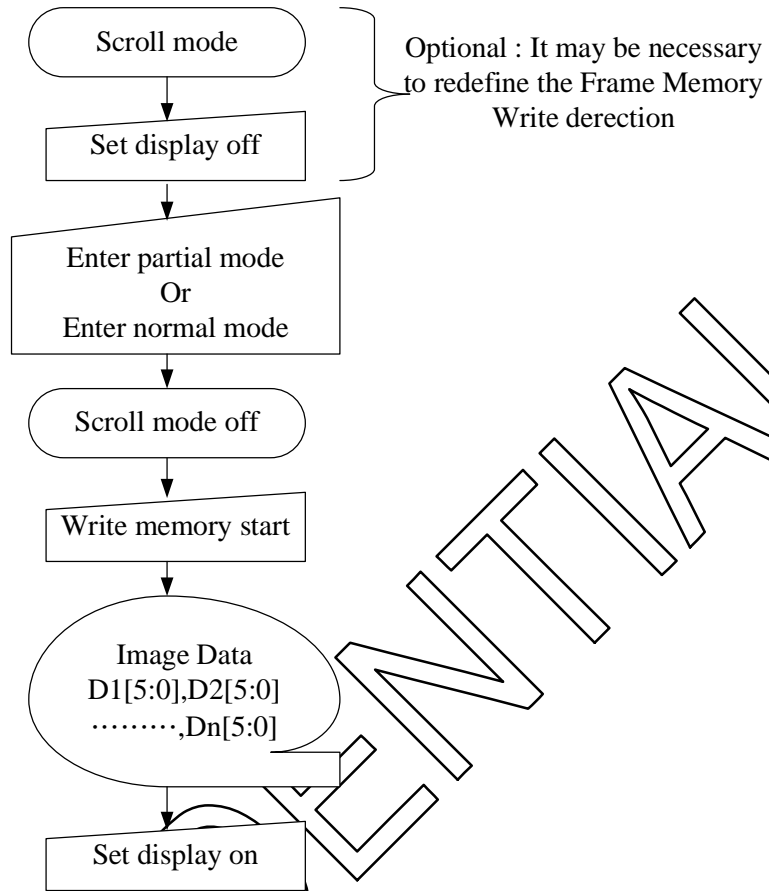 Scroll mode
Optional : It may be necessary
to redefine the Frame Memory
Write derection
Set display off
Enter partial mode
Or
Enter normal mode
Scroll mode off
Write memory start
Image Data
D1[5:0],D2[5:0]
⋯⋯⋯,Dn[5:0]
Set display on